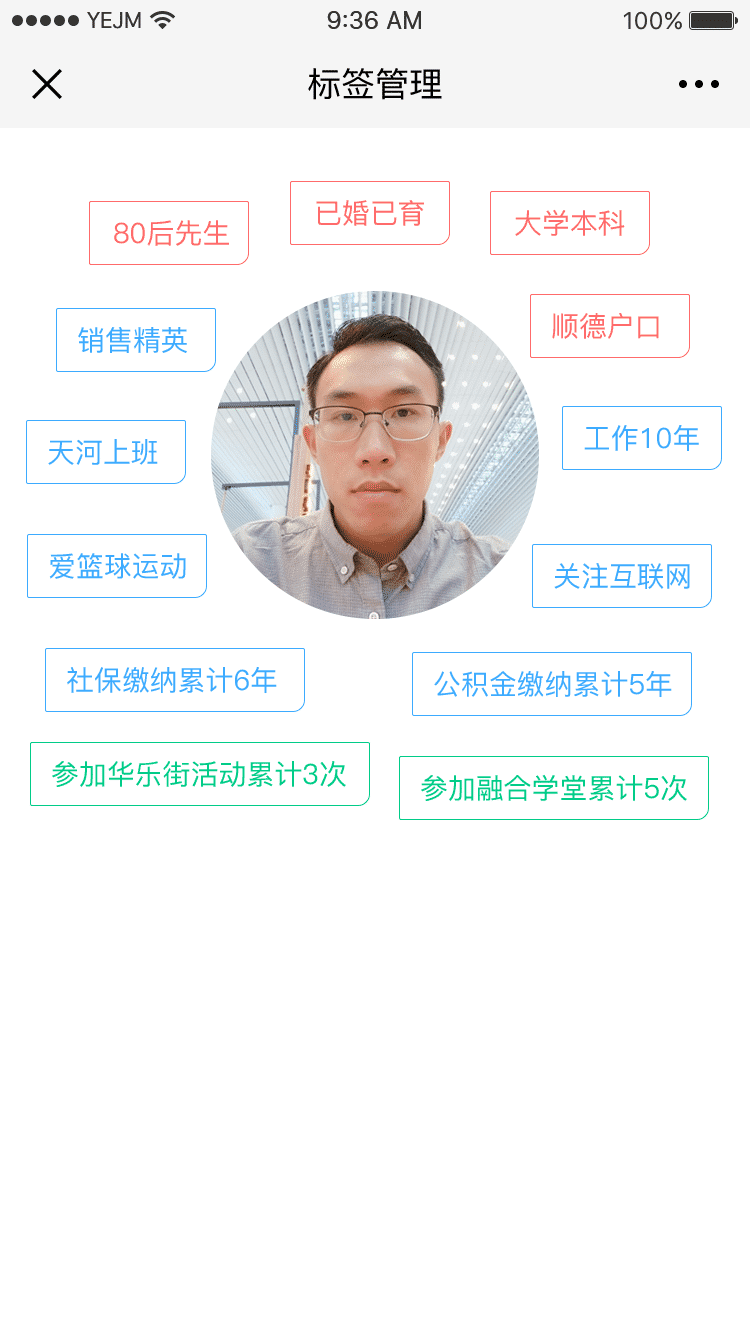 YEJM 9:36 AM 100%
标签管理
80后先生
已婚已育
大学本科
销售精英
顺德户口
天河上班
工作10年
爱篮球运动
关注互联网
社保缴纳累计6年
公积金缴纳累计5年
参加华乐街活动累计3次
参加融合学堂累计5次